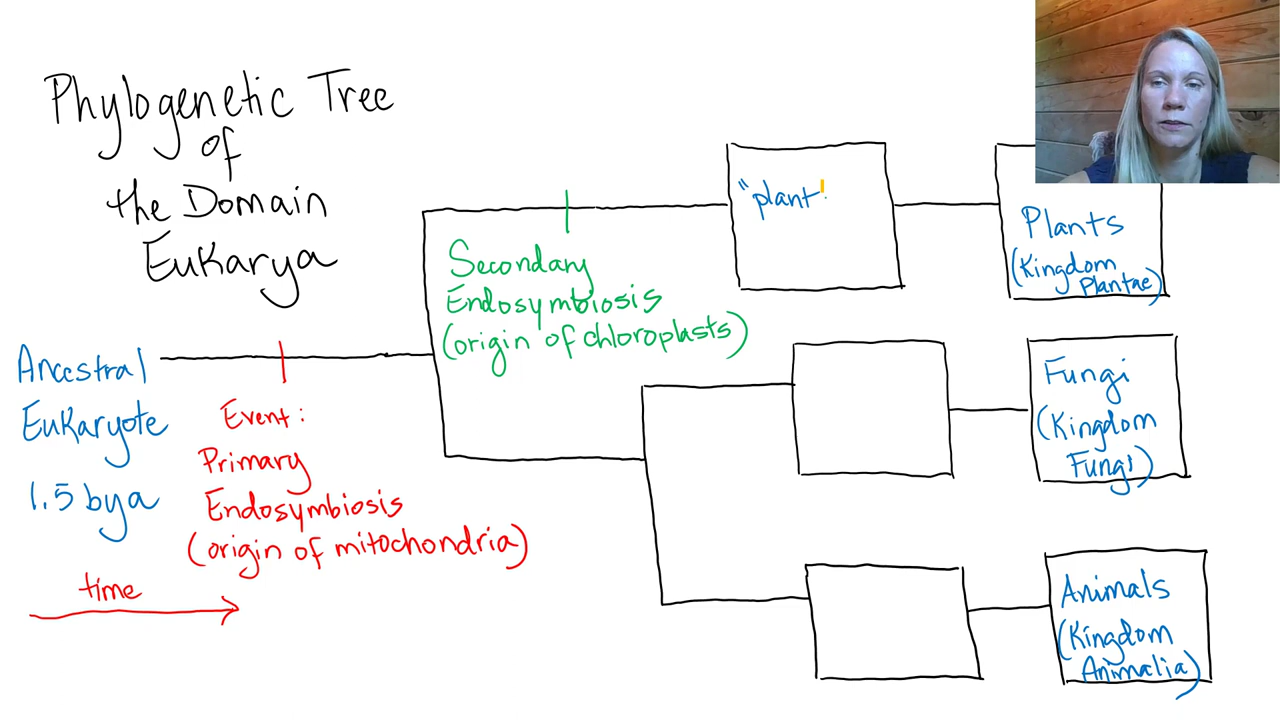 Phylogenetic Tree
of
the Domain
Eukarya
Ancestral
Eukaryote
1.5 bya
time
Event:
Primary
Endosymbiosis
(origin of mitochondria)
Secondary
Endosymbiosis
(origin of chloroplasts)
"plant'
Plants
(Kingdom
Plantae)
Fungi
(Kingdom
Fungi)
Animals
(Kingdom
Animalia)